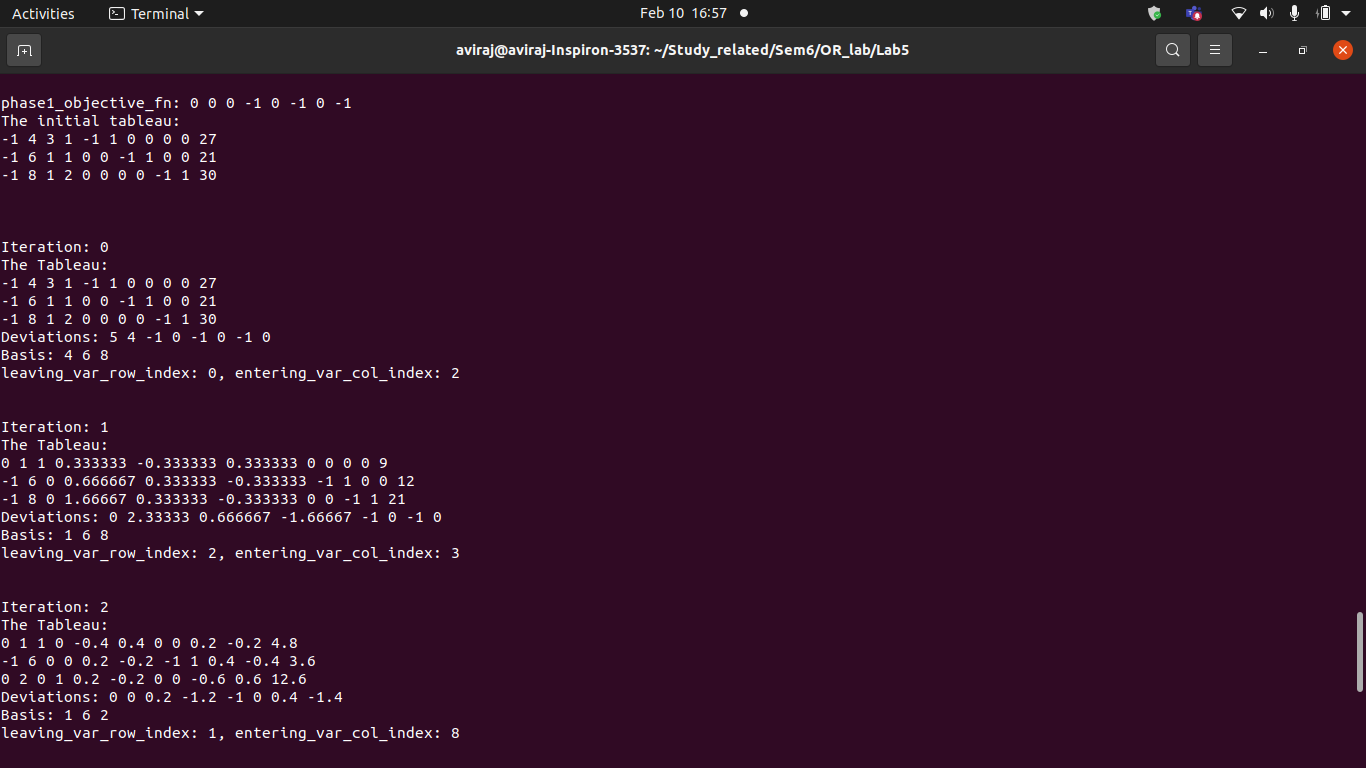 Activities Terminal Feb 10 16:57
aviraj@aviraj-Inspiron-3537: ~/Study_related/Sem6/OR_lab/Lab5
phase1_objective_fn: 0 0 0 -1 0 -1 0 -1
The initial tableau:
-1 4 3 1 -1 1 0 0 0 0 27
-1 6 1 1 0 0 -1 1 0 0 21
-1 8 1 2 0 0 0 0 -1 1 30
Iteration: 0
The Tableau:
-1 4 3 1 -1 1 0 0 0 0 27
-1 6 1 1 0 0 -1 1 0 0 21
-1 8 1 2 0 0 0 0 -1 1 30
Deviations: 5 4 -1 0 -1 0 -1 0
Basis: 4 6 8
leaving_var_row_index: 0, entering_var_col_index: 2
Iteration: 1
The Tableau:
0 1 1 0.333333 -0.333333 0.333333 0 0 0 0 9
-1 6 0 0.666667 0.333333 -0.333333 -1 1 0 0 12
-1 8 0 1.66667 0.333333 -0.333333 0 0 -1 1 21
Deviations: 0 2.33333 0.666667 -1.66667 -1 0 -1 0
Basis: 1 6 8
leaving_var_row_index: 2, entering_var_col_index: 3
Iteration: 2
The Tableau:
0 1 1 0 -0.4 0.4 0 0 0.2 -0.2 4.8
-1 6 0 0 0.2 -0.2 -1 1 0.4 -0.4 3.6
0 2 0 1 0.2 -0.2 0 0 -0.6 0.6 12.6
Deviations: 0 0 0.2 -1.2 -1 0 0.4 -1.4
Basis: 1 6 2
leaving_var_row_index: 1, entering_var_col_index: 8